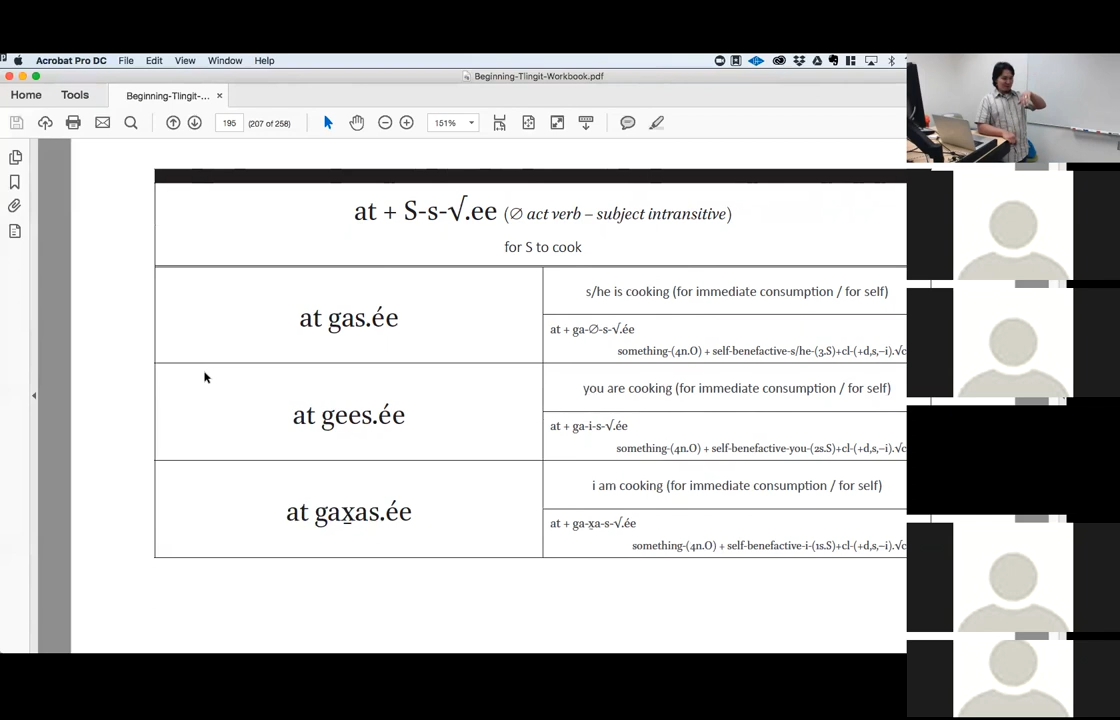 Acrobat Pro DC File Edit View Window Help
Beginning-Tlingit-Workbook.pdf
Home Tools Beginning-Tlingit-... ×
195 (207 of 258) 151%
at + S-s-√.ee (∅ act verb – subject intransitive)
for S to cook
at gas.ée
s/he is cooking (for immediate consumption / for self)
at + ga-∅-s-√.ée
something-(4n.O) + self-benefactive-s/he-(3.S)+cl-(+d,s,–i).√c
at gees.ée
you are cooking (for immediate consumption / for self)
at + ga-i-s-√.ée
something-(4n.O) + self-benefactive-you-(2s.S)+cl-(+d,s,–i).√c
at gax̲as.ée
i am cooking (for immediate consumption / for self)
at + ga-x̲a-s-√.ée
something-(4n.O) + self-benefactive-i-(1s.S)+cl-(+d,s,–i).√c